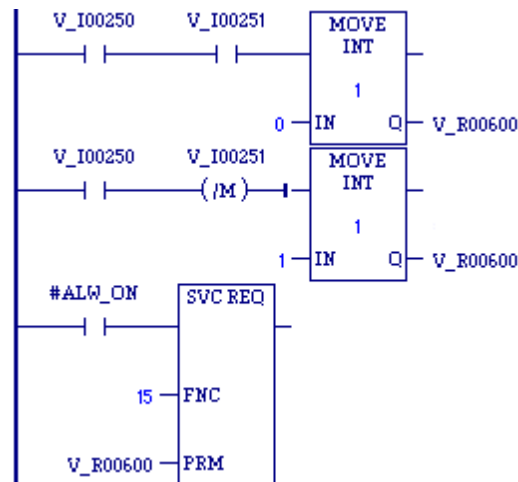 V_I00250 V_I00251 MOVE
INT
1
0 IN Q V_R00600
V_I00250 V_I00251 MOVE
(/M) INT
1
1 IN Q V_R00600
#ALW_ON SVC REQ
15 FNC
V_R00600 PRM